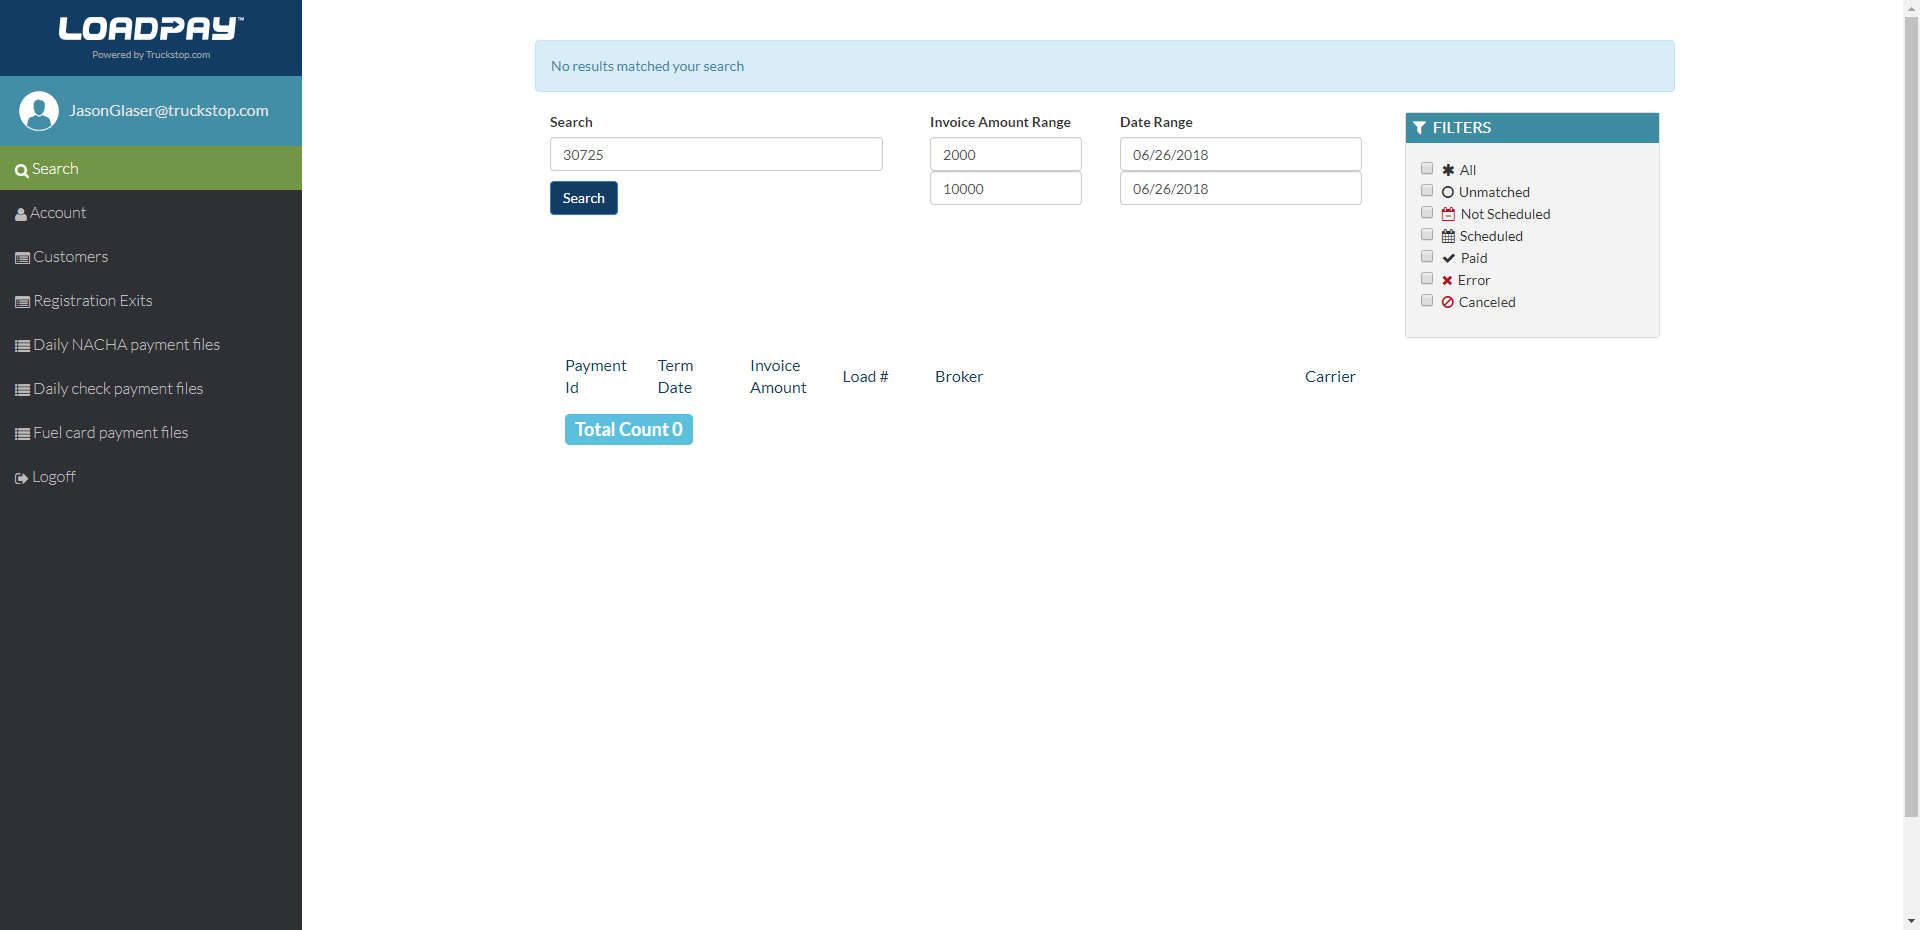 LOADPAY™
Powered by Truckstop.com
JasonGlaser@truckstop.com
Search
Account
Customers
Registration Exits
Daily NACHA payment files
Daily check payment files
Fuel card payment files
Logoff
No results matched your search
Search
30725
Search
Invoice Amount Range
2000
10000
Date Range
06/26/2018
06/26/2018
FILTERS
All
Unmatched
Not Scheduled
Scheduled
Paid
Error
Canceled
Payment Id
Term Date
Invoice Amount
Load #
Broker
Carrier
Total Count 0